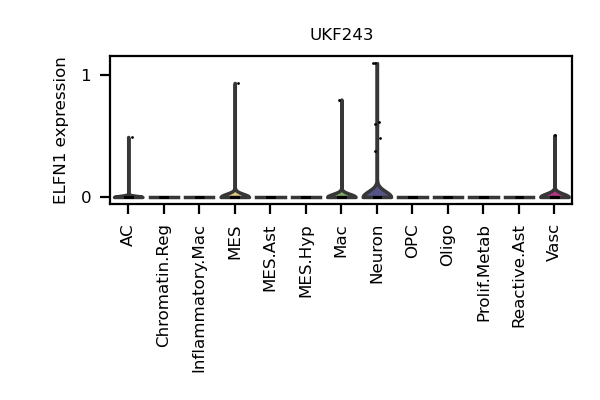 UKF243
ELFN1 expression
1
0
AC
Chromatin.Reg
Inflammatory.Mac
MES
MES.Ast
MES.Hyp
Mac
Neuron
OPC
Oligo
Prolif.Metab
Reactive.Ast
Vasc